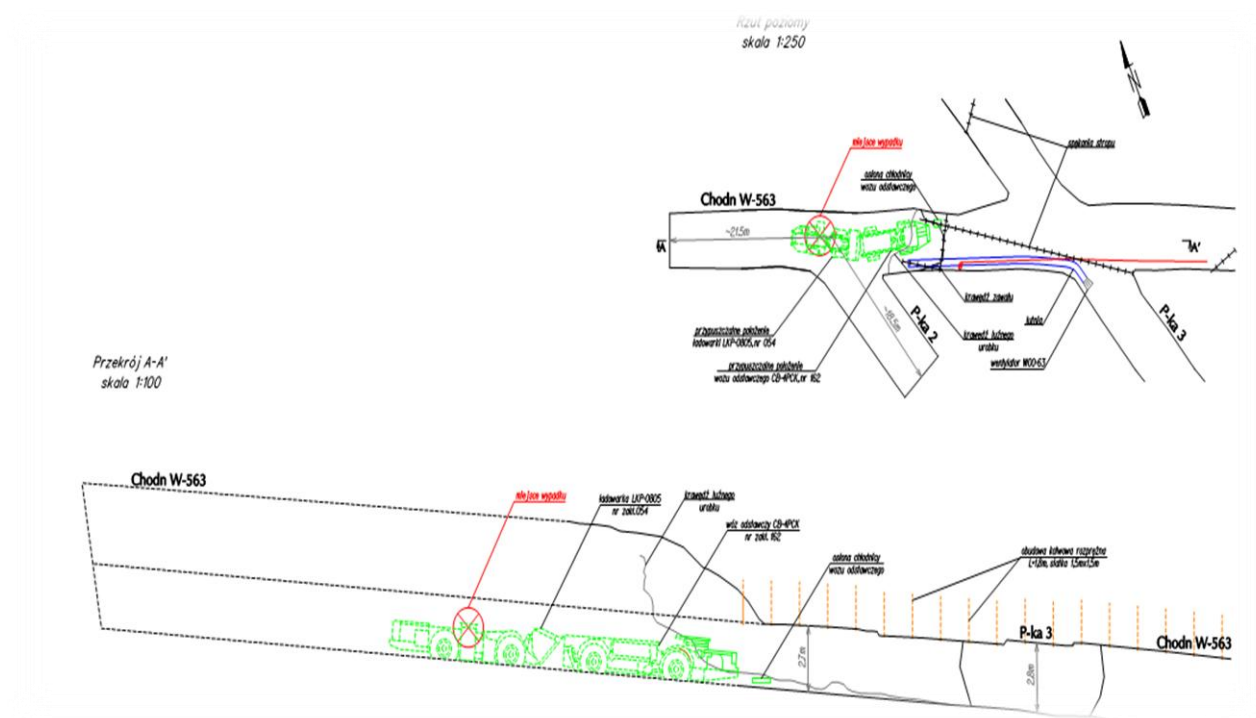 Rzut poziomy
skala 1:250
N
miejsce wypadku
spękania stropu
osłona chłodnicy
wozu odstawczego
Chodn W-563
~21,5m
A
A'
krawędź zawału
lutnia
P-ka 2
P-ka 3
~18,5m
krawędź luźnego
urobku
wentylator WOO-63
przypuszczalne położenie
ładowarki LKP-0805, nr 054
przypuszczalne położenie
wozu odstawczego CB-4PCK, nr 162
Przekrój A-A'
skala 1:100
Chodn W-563
miejsce wypadku
ładowarka LKP-0805
nr zakł.054
krawędź luźnego
urobku
wóz odstawczy CB-4PCK
nr zakł. 162
osłona chłodnicy
wozu odstawczego
obudowa kotwowa rozprężna
L=1,8m, siatka 1,5mx1,5m
2,7m
P-ka 3
2,8m
Chodn W-563